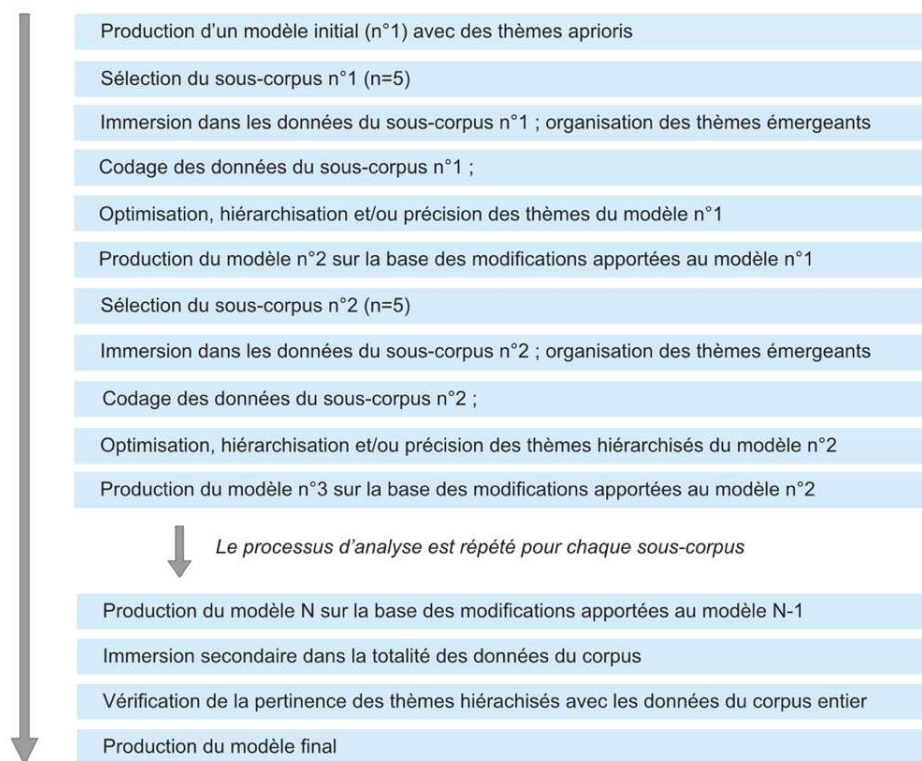 Production d’un modèle initial (n°1) avec des thèmes aprioris
Sélection du sous-corpus n°1 (n=5)
Immersion dans les données du sous-corpus n°1 ; organisation des thèmes émergeants
Codage des données du sous-corpus n°1 ;
Optimisation, hiérarchisation et/ou précision des thèmes du modèle n°1
Production du modèle n°2 sur la base des modifications apportées au modèle n°1
Sélection du sous-corpus n°2 (n=5)
Immersion dans les données du sous-corpus n°2 ; organisation des thèmes émergeants
Codage des données du sous-corpus n°2 ;
Optimisation, hiérarchisation et/ou précision des thèmes hiérarchisés du modèle n°2
Production du modèle n°3 sur la base des modifications apportées au modèle n°2
Le processus d’analyse est répété pour chaque sous-corpus
Production du modèle N sur la base des modifications apportées au modèle N-1
Immersion secondaire dans la totalité des données du corpus
Vérification de la pertinence des thèmes hiérachisés avec les données du corpus entier
Production du modèle final